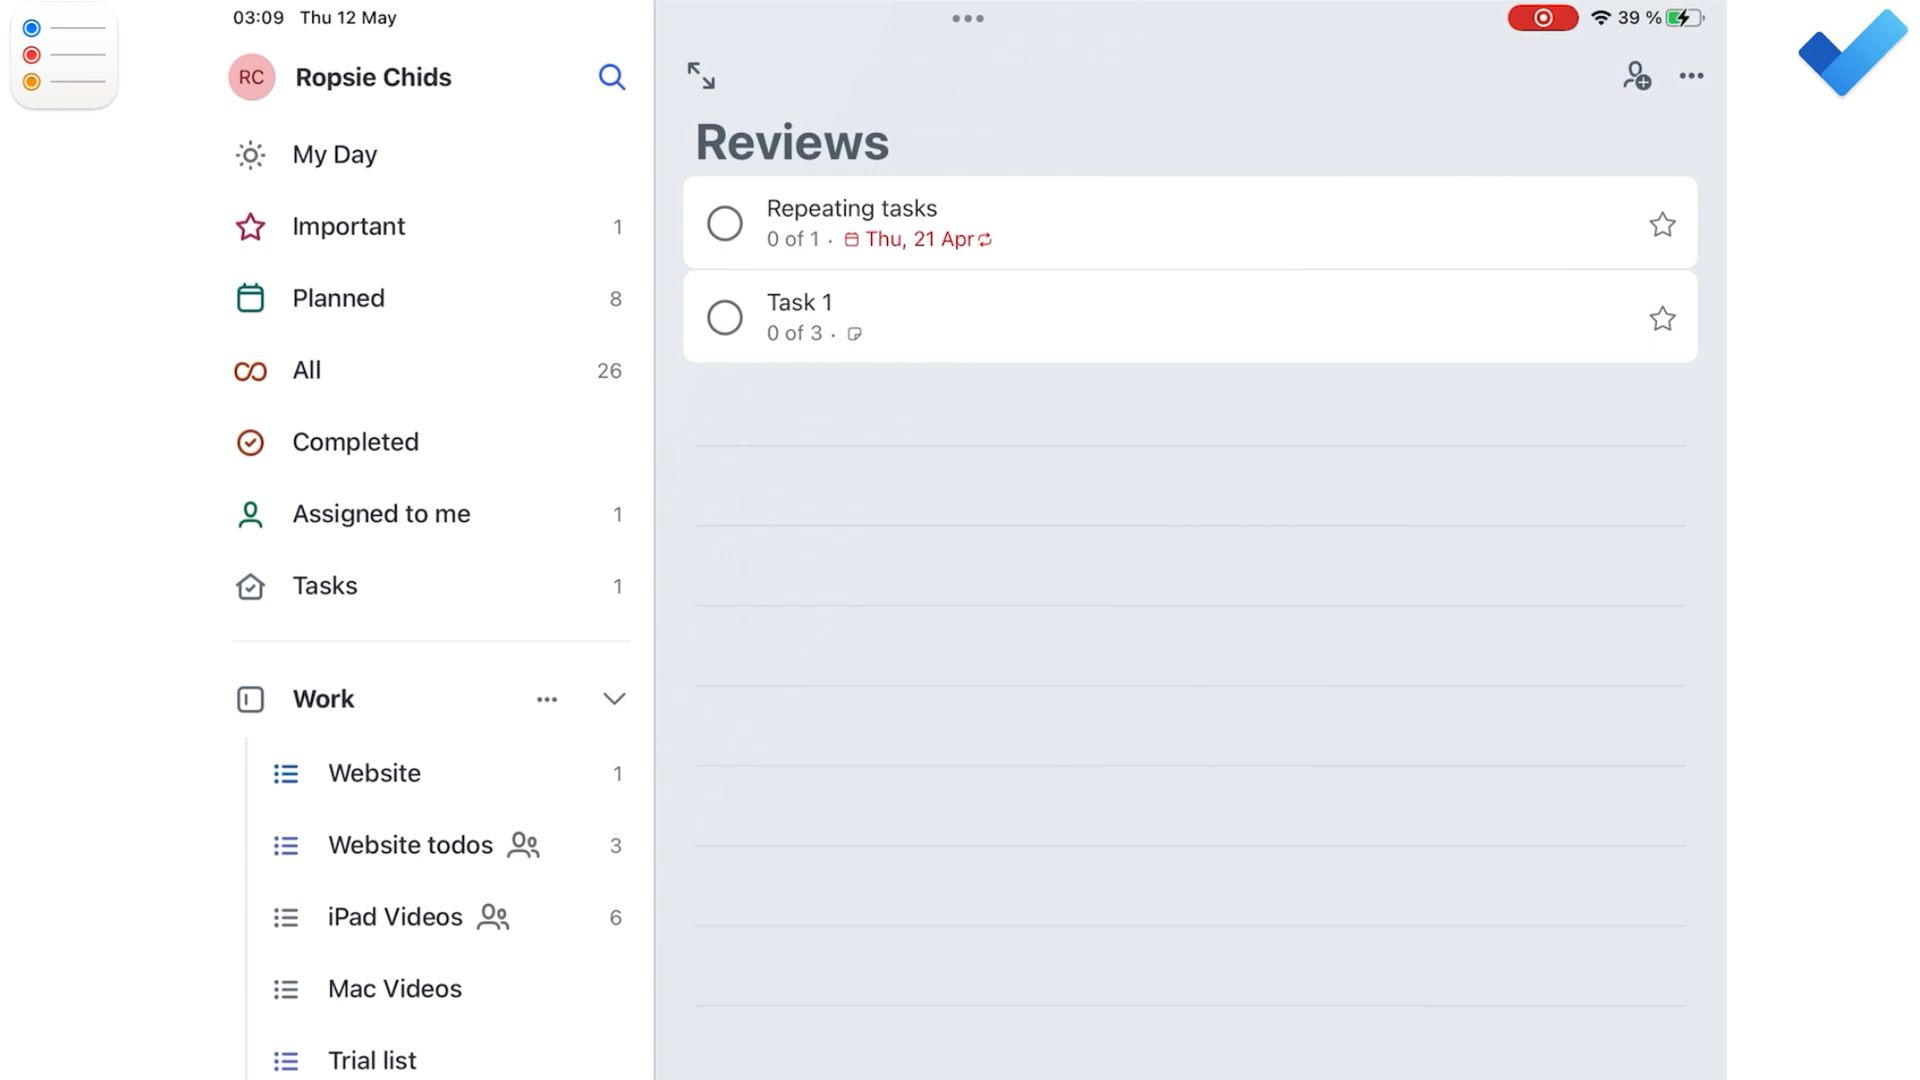 03:09 Thu 12 May
39 %
RC Ropsie Chids
My Day
Important 1
Planned 8
All 26
Completed
Assigned to me 1
Tasks 1
Work
Website 1
Website todos 3
iPad Videos 6
Mac Videos
Trial list
Reviews
Repeating tasks
0 of 1 · Thu, 21 Apr
Task 1
0 of 3 ·